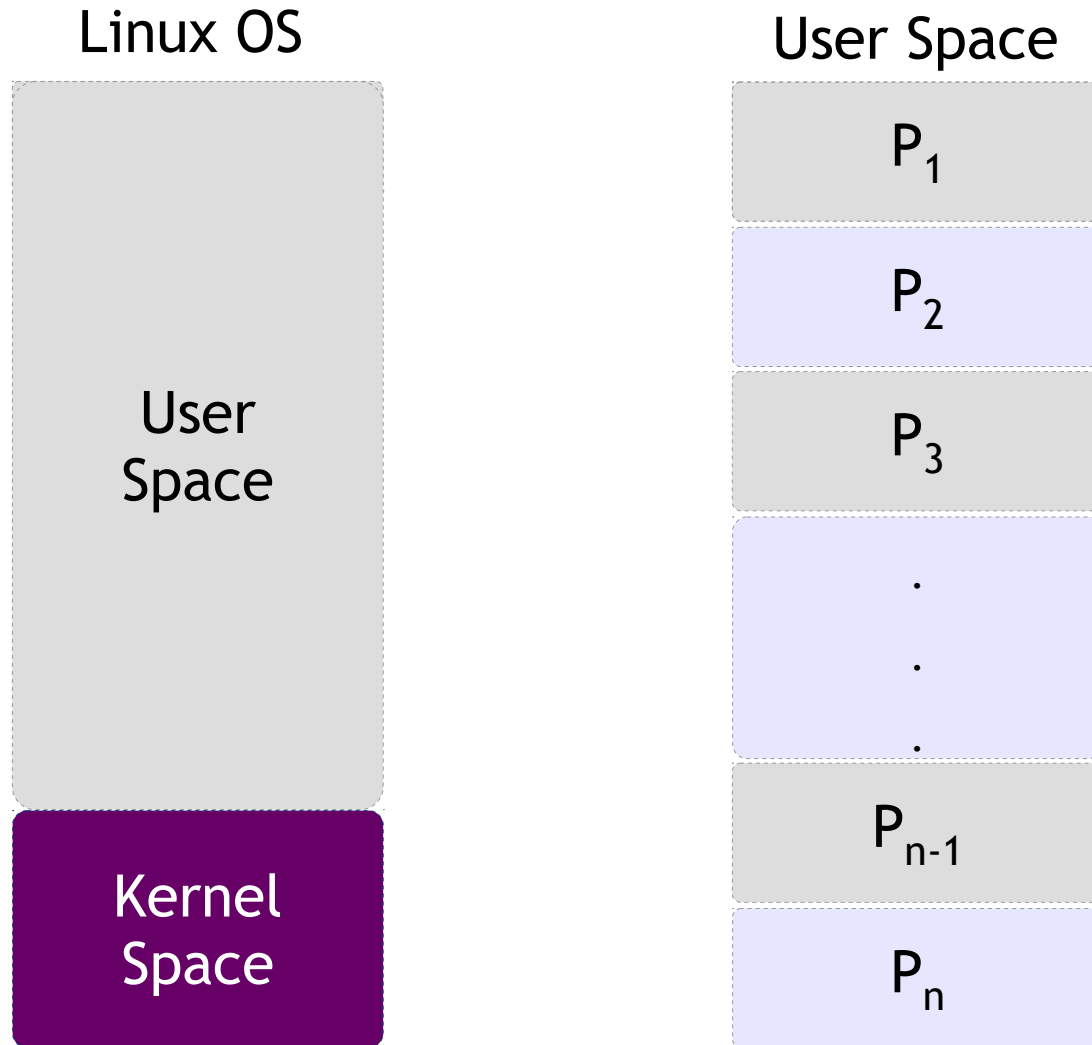 Linux OS
User
Space
Kernel
Space
User Space
P1
P2
P3
.
.
.
Pn-1
Pn